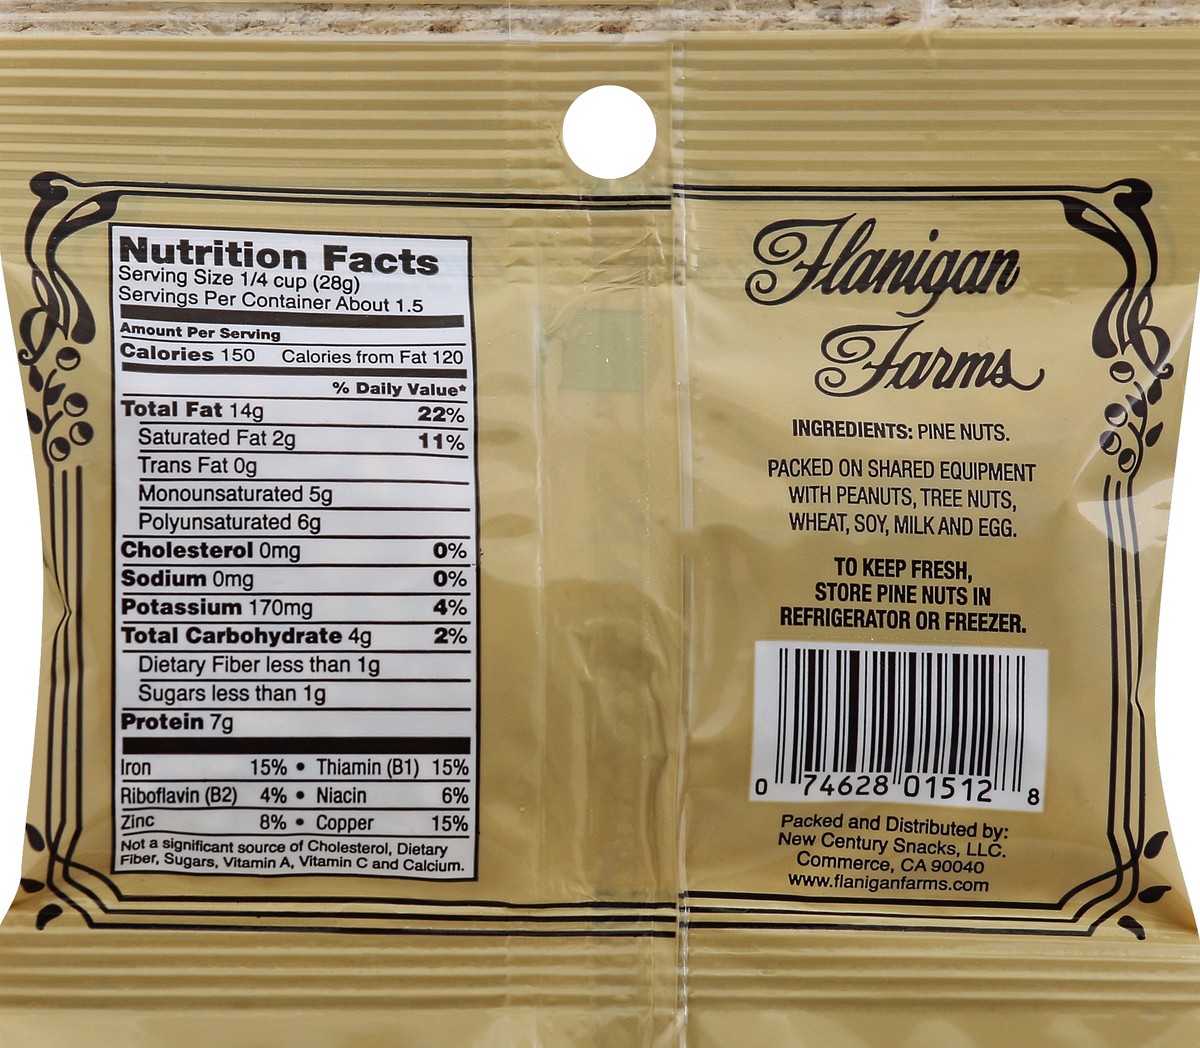 Nutrition Facts
Serving Size 1/4 cup (28g)
Servings Per Container About 1.5
Amount Per Serving
Calories 150 Calories from Fat 120
% Daily Value*
Total Fat 14g 22%
Saturated Fat 2g 11%
Trans Fat 0g
Monounsaturated 5g
Polyunsaturated 6g
Cholesterol 0mg 0%
Sodium 0mg 0%
Potassium 170mg 4%
Total Carbohydrate 4g 2%
Dietary Fiber less than 1g
Sugars less than 1g
Protein 7g
Iron 15% • Thiamin (B1) 15%
Riboflavin (B2) 4% • Niacin 6%
Zinc 8% • Copper 15%
Not a significant source of Cholesterol, Dietary
Fiber, Sugars, Vitamin A, Vitamin C and Calcium.
Flanigan
Farms
INGREDIENTS: PINE NUTS.
PACKED ON SHARED EQUIPMENT
WITH PEANUTS, TREE NUTS,
WHEAT, SOY, MILK AND EGG.
TO KEEP FRESH,
STORE PINE NUTS IN
REFRIGERATOR OR FREEZER.
0 74628 01512 8
Packed and Distributed by:
New Century Snacks, LLC.
Commerce, CA 90040
www.flaniganfarms.com